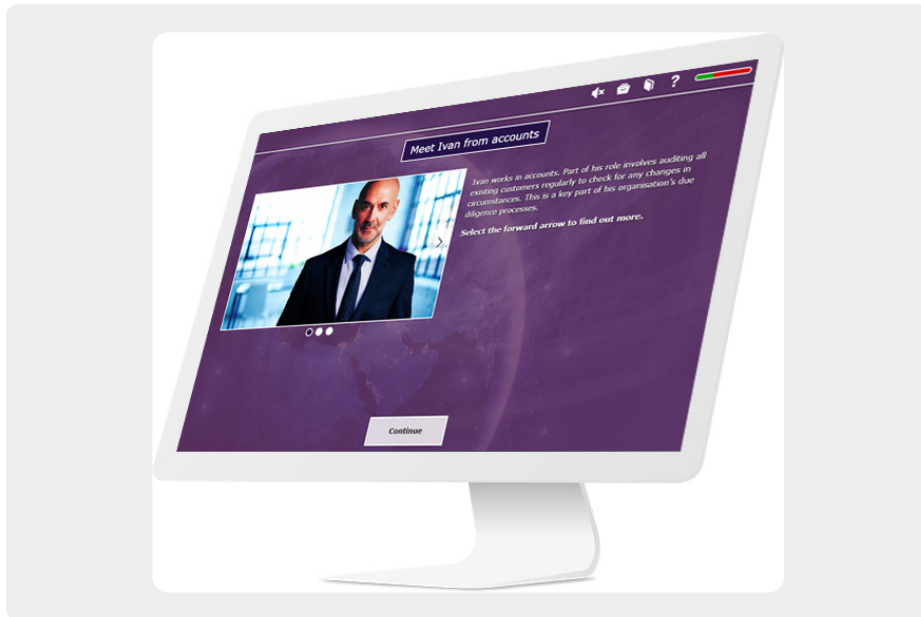 ?
Meet Ivan from accounts
Ivan works in accounts. Part of his role involves auditing all
existing customers regularly to check for any changes in
circumstances. This is a key part of his organisation's due
diligence processes.
Select the forward arrow to find out more.
Continue